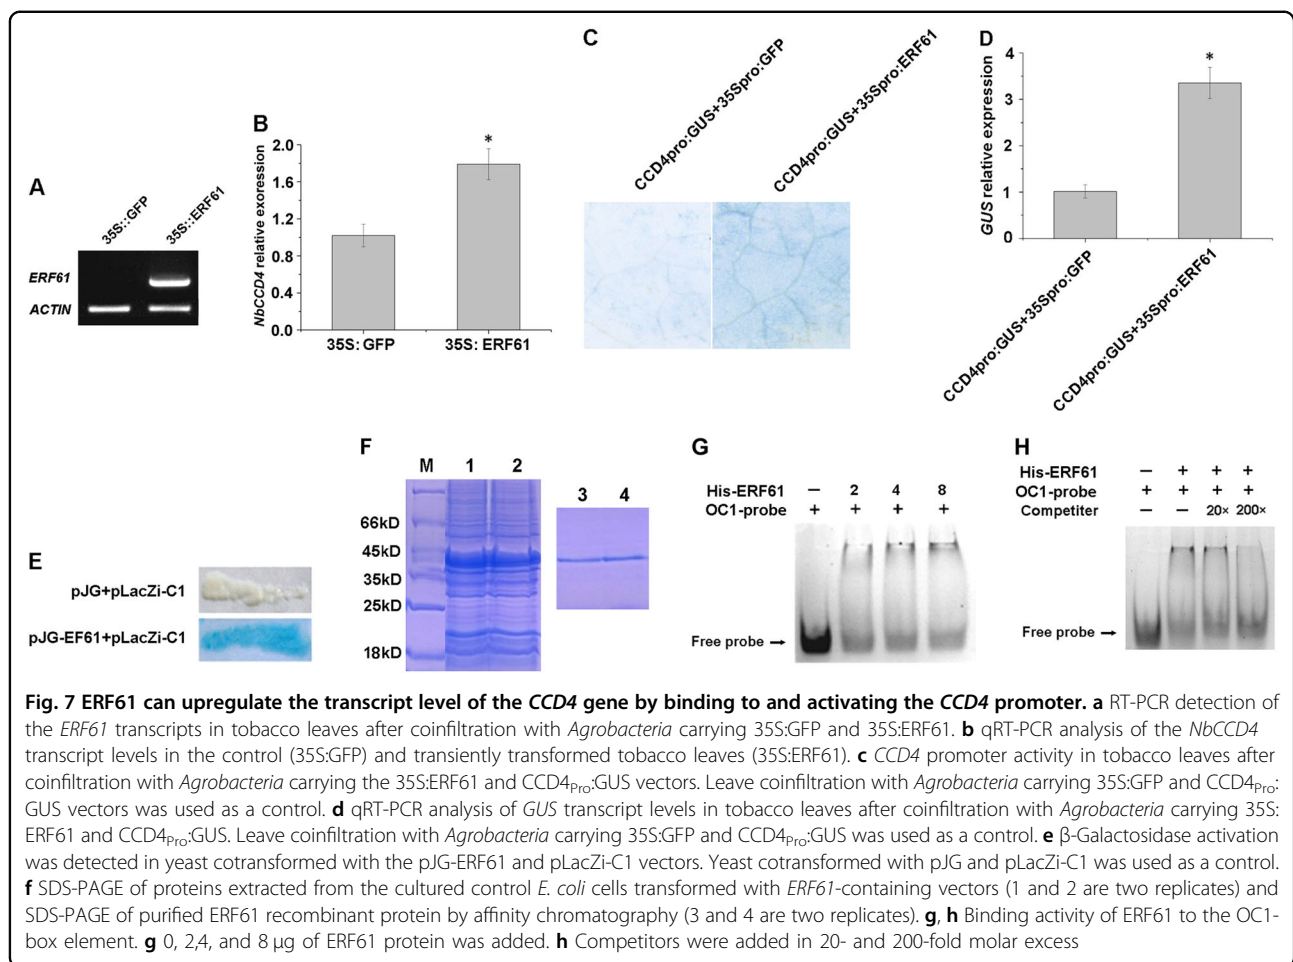 A
35S::GFP
35S::ERF61
ERF61
ACTIN
B
NbCCD4 relative exoression
2.0
1.6
1.2
0.8
0.4
0.0
35S: GFP
35S: ERF61
*
C
CCD4pro:GUS+35Spro:GFP
CCD4pro:GUS+35Spro:ERF61
D
GUS relative expression
4
3
2
1
0
*
CCD4pro:GUS+35Spro:GFP
CCD4pro:GUS+35Spro:ERF61
E
pJG+pLacZi-C1
pJG-EF61+pLacZi-C1
F
M 1 2
3 4
66kD
45kD
35kD
25kD
18kD
G
His-ERF61 – 2 4 8
OC1-probe + + + +
Free probe →
H
His-ERF61 – + + +
OC1-probe + + + +
Competiter – – 20× 200×
Free probe →
Fig. 7 ERF61 can upregulate the transcript level of the CCD4 gene by binding to and activating the CCD4 promoter. a RT-PCR detection of
the ERF61 transcripts in tobacco leaves after coinfiltration with Agrobacteria carrying 35S:GFP and 35S:ERF61. b qRT-PCR analysis of the NbCCD4
transcript levels in the control (35S:GFP) and transiently transformed tobacco leaves (35S:ERF61). c CCD4 promoter activity in tobacco leaves after
coinfiltration with Agrobacteria carrying the 35S:ERF61 and CCD4Pro:GUS vectors. Leave coinfiltration with Agrobacteria carrying 35S:GFP and CCD4Pro:
GUS vectors was used as a control. d qRT-PCR analysis of GUS transcript levels in tobacco leaves after coinfiltration with Agrobacteria carrying 35S:
ERF61 and CCD4Pro:GUS. Leave coinfiltration with Agrobacteria carrying 35S:GFP and CCD4Pro:GUS was used as a control. e β-Galactosidase activation
was detected in yeast cotransformed with the pJG-ERF61 and pLacZi-C1 vectors. Yeast cotransformed with pJG and pLacZi-C1 was used as a control.
f SDS-PAGE of proteins extracted from the cultured control E. coli cells transformed with ERF61-containing vectors (1 and 2 are two replicates) and
SDS-PAGE of purified ERF61 recombinant protein by affinity chromatography (3 and 4 are two replicates). g, h Binding activity of ERF61 to the OC1-
box element. g 0, 2,4, and 8 μg of ERF61 protein was added. h Competitors were added in 20- and 200-fold molar excess